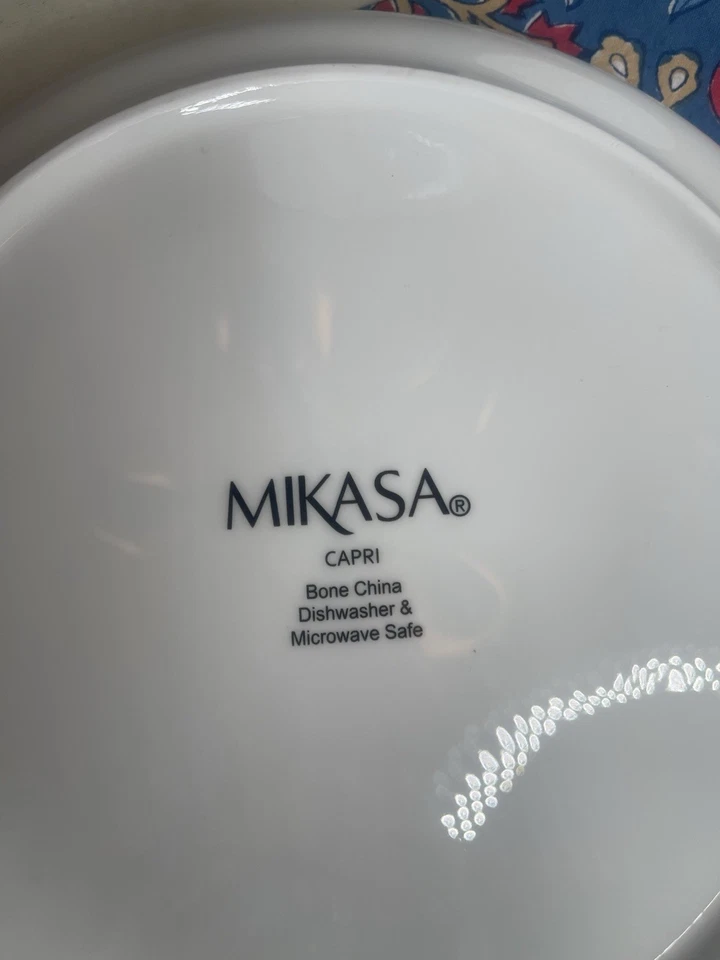 MIKASA®
CAPRI
Bone China
Dishwasher &
Microwave Safe